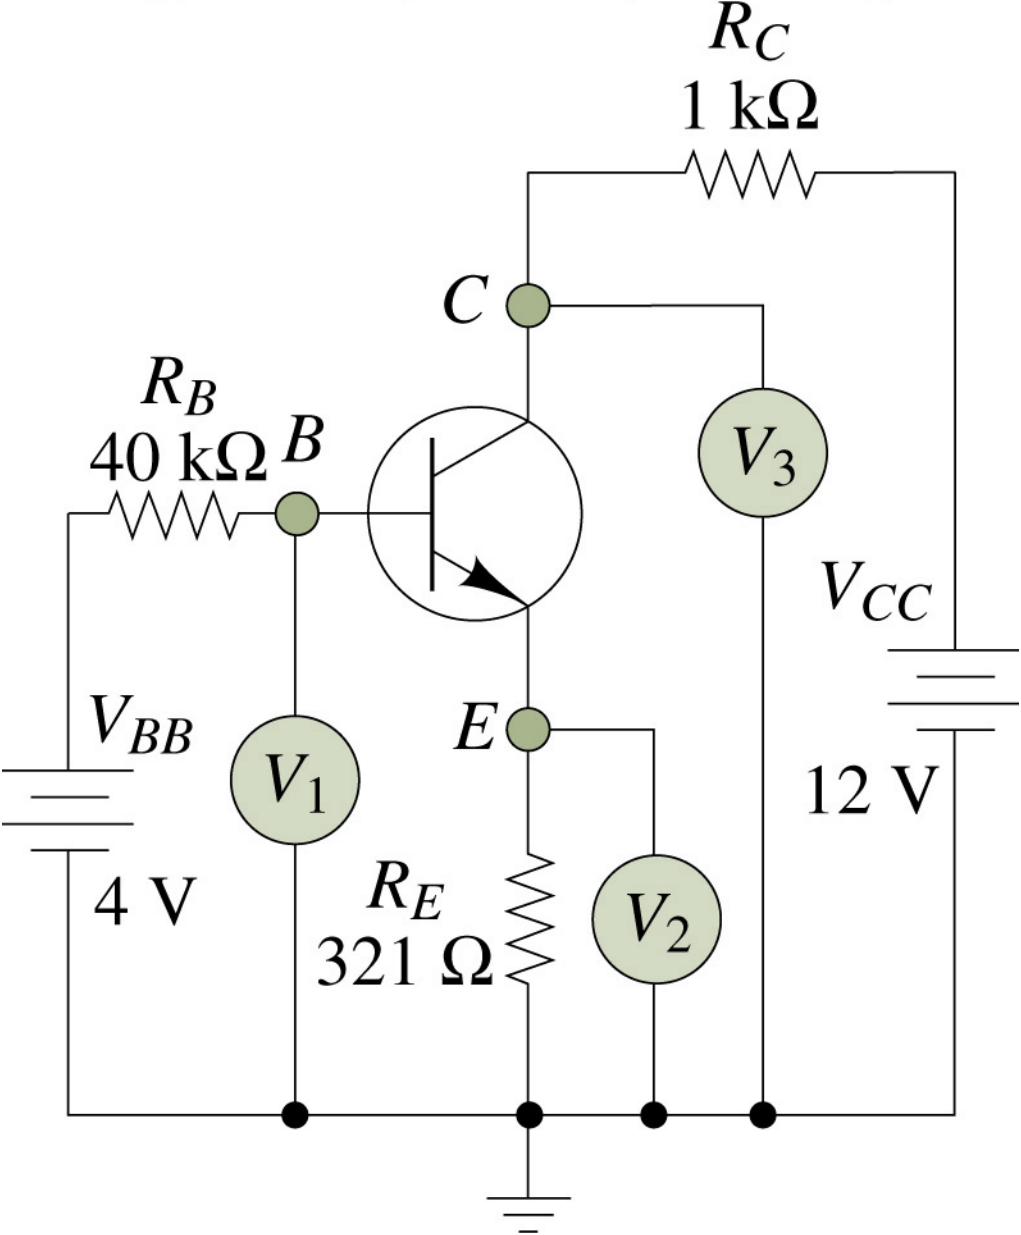 R_C
1 kΩ
C
R_B
40 kΩ
B
V_3
V_CC
E
V_BB
V_1
12 V
4 V
R_E
321 Ω
V_2